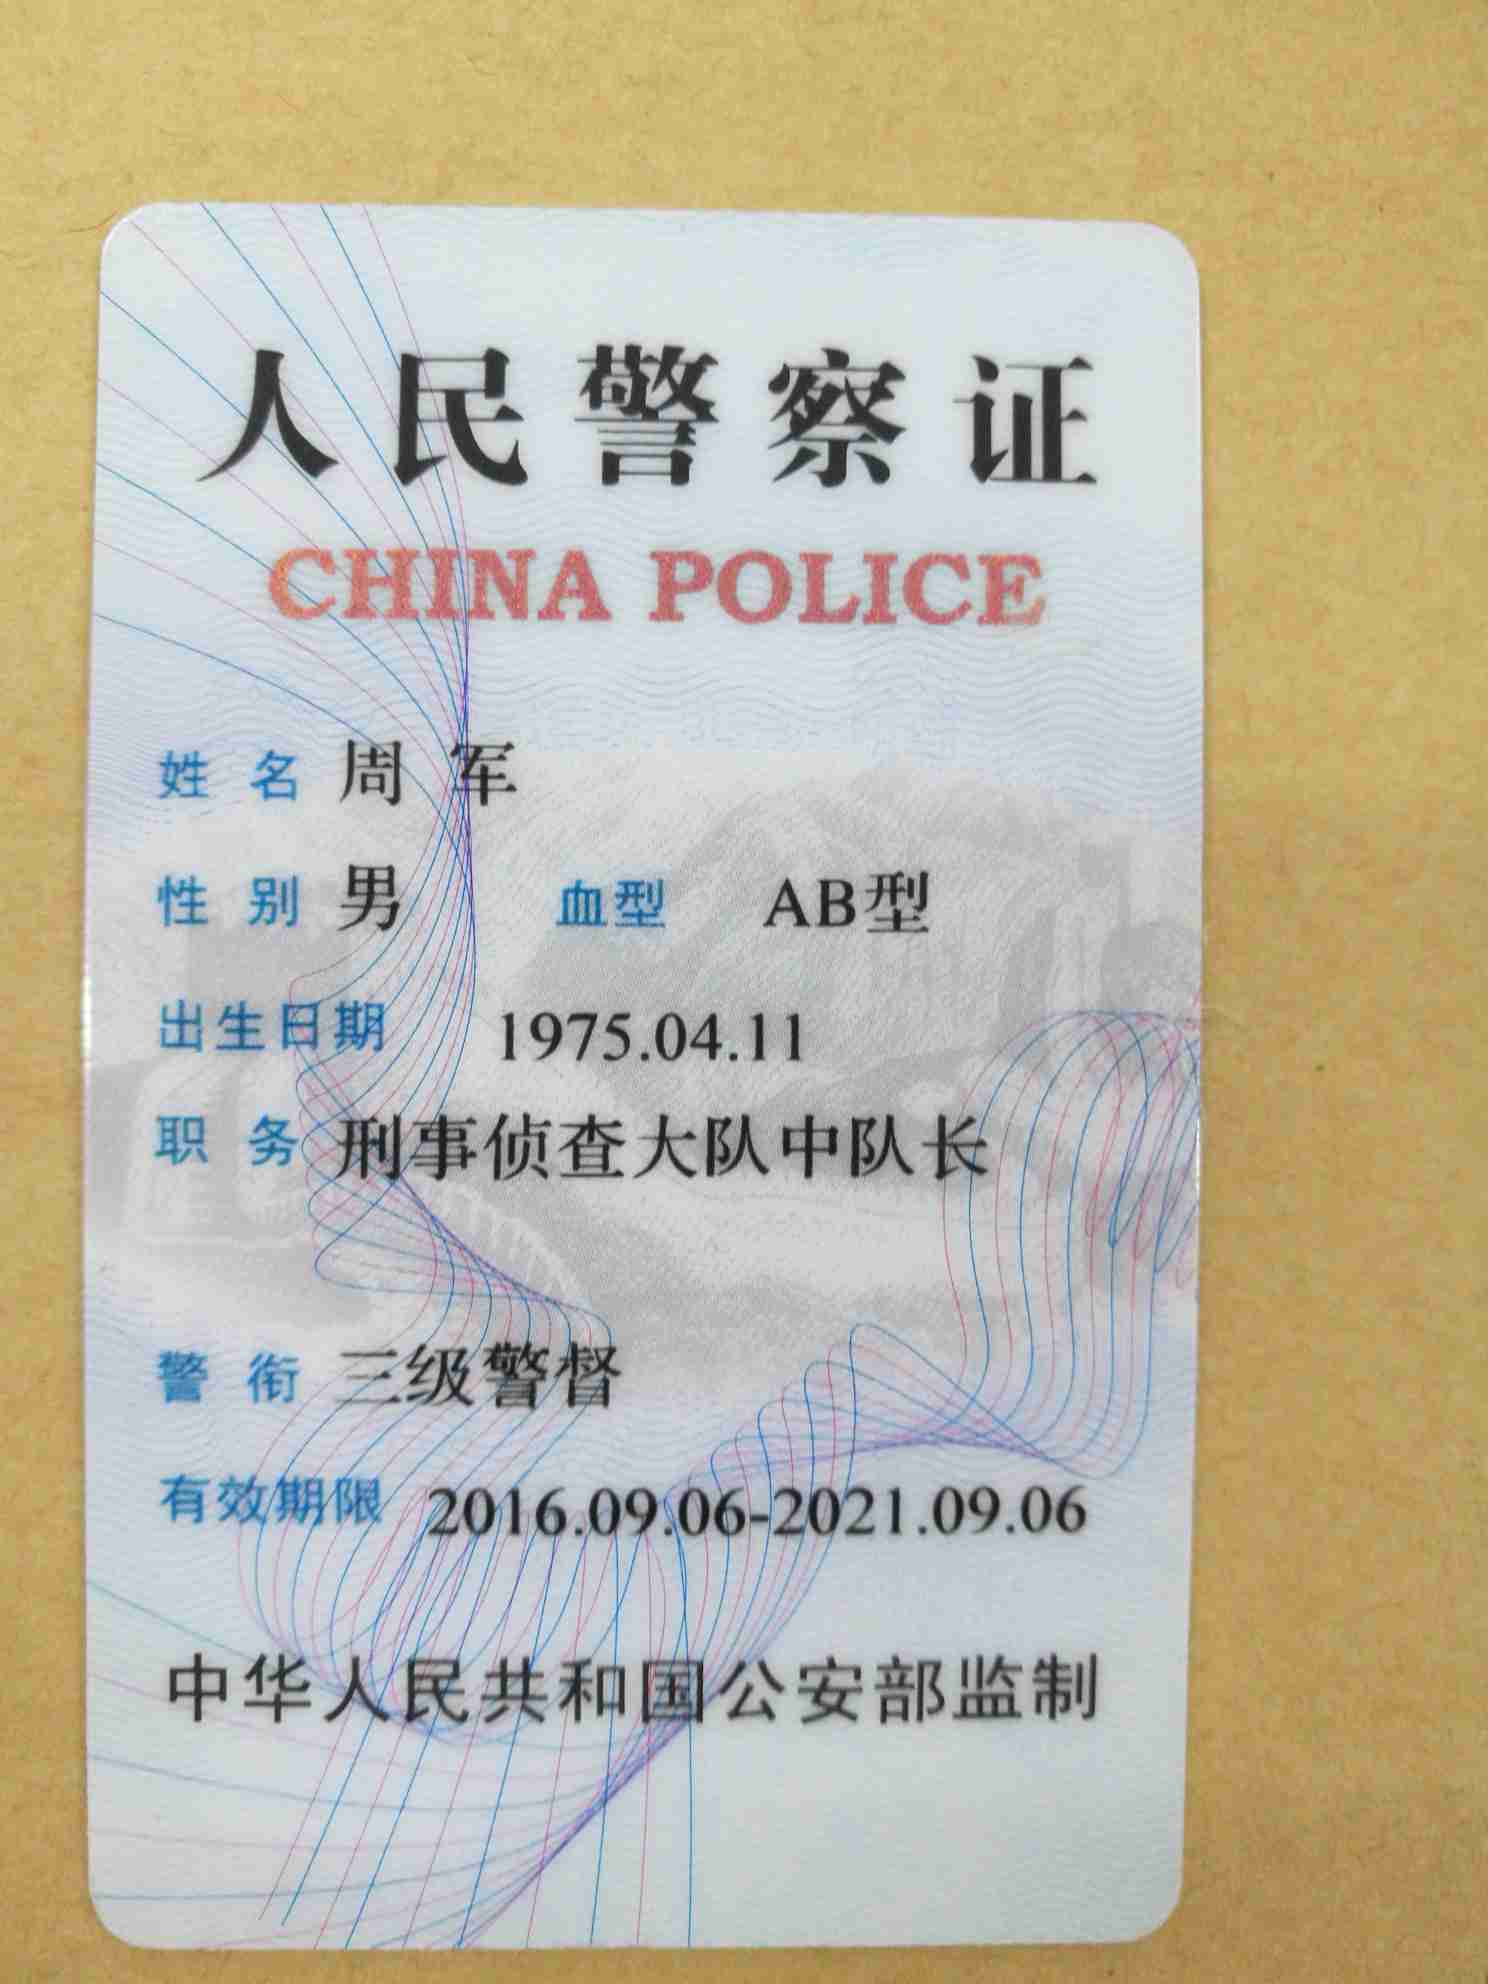 人民警察证
CHINA POLICE
姓名 周军
性别 男 血型 AB型
出生日期 1975.04.11
职务 刑事侦查大队中队长
警衔 三级警督
有效期限 2016.09.06-2021.09.06
中华人民共和国公安部监制